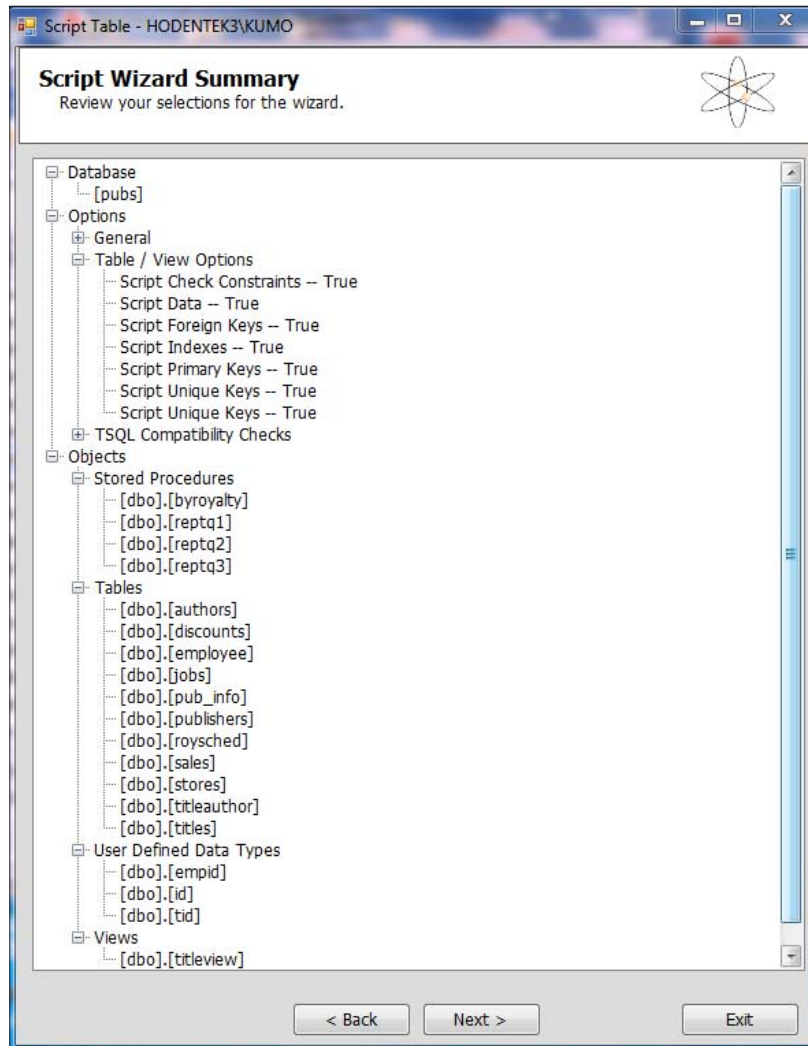 Script Table - HODENTEK3\KUMO
Script Wizard Summary
Review your selections for the wizard.
Database
[pubs]
Options
General
Table / View Options
Script Check Constraints -- True
Script Data -- True
Script Foreign Keys -- True
Script Indexes -- True
Script Primary Keys -- True
Script Unique Keys -- True
Script Unique Keys -- True
TSQL Compatibility Checks
Objects
Stored Procedures
[dbo].[byroyalty]
[dbo].[reptq1]
[dbo].[reptq2]
[dbo].[reptq3]
Tables
[dbo].[authors]
[dbo].[discounts]
[dbo].[employee]
[dbo].[jobs]
[dbo].[pub_info]
[dbo].[publishers]
[dbo].[roysched]
[dbo].[sales]
[dbo].[stores]
[dbo].[titleauthor]
[dbo].[titles]
User Defined Data Types
[dbo].[empid]
[dbo].[id]
[dbo].[tid]
Views
[dbo].[titleview]
< Back Next > Exit